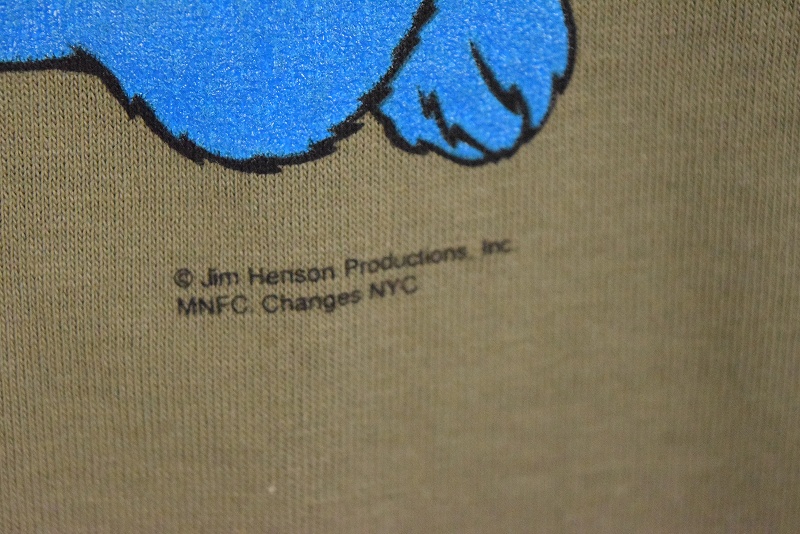 © Jim Henson Productions, Inc
MNFC. Changes NYC